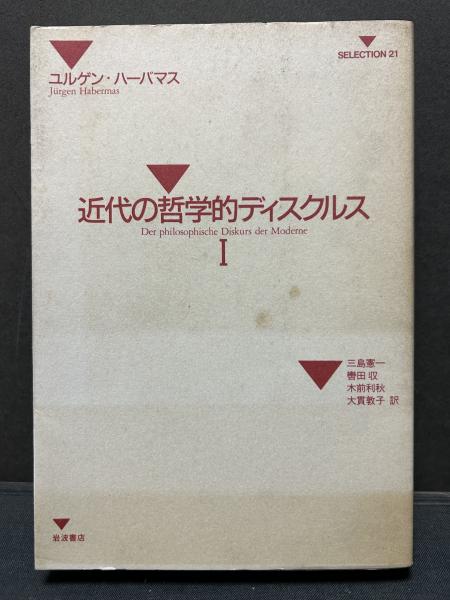 SELECTION 21
ユルゲン・ハーバマス
Jürgen Habermas
近代の哲学的ディスクルス
Der philosophische Diskurs der Moderne
I
三島憲一
轡田 収
木前利秋
大貫敦子 訳
岩波書店